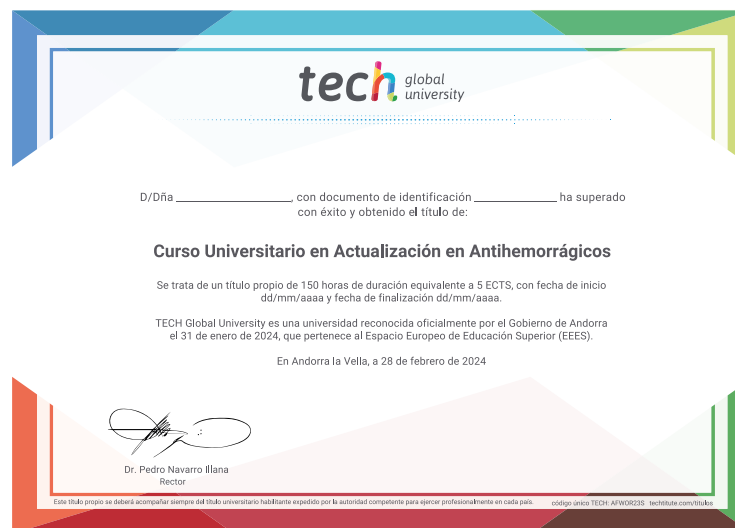 tech global university
D/Dña ________________, con documento de identificación ____________ ha superado
con éxito y obtenido el título de:
Curso Universitario en Actualización en Antihemorrágicos
Se trata de un título propio de 150 horas de duración equivalente a 5 ECTS, con fecha de inicio
dd/mm/aaaa y fecha de finalización dd/mm/aaaa.
TECH Global University es una universidad reconocida oficialmente por el Gobierno de Andorra
el 31 de enero de 2024, que pertenece al Espacio Europeo de Educación Superior (EEES).
En Andorra la Vella, a 28 de febrero de 2024
Dr. Pedro Navarro Illana
Rector
Este título propio se deberá acompañar siempre del título universitario habilitante expedido por la autoridad competente para ejercer profesionalmente en cada país. código único TECH: AFWOR23S techtitute.com/titulos